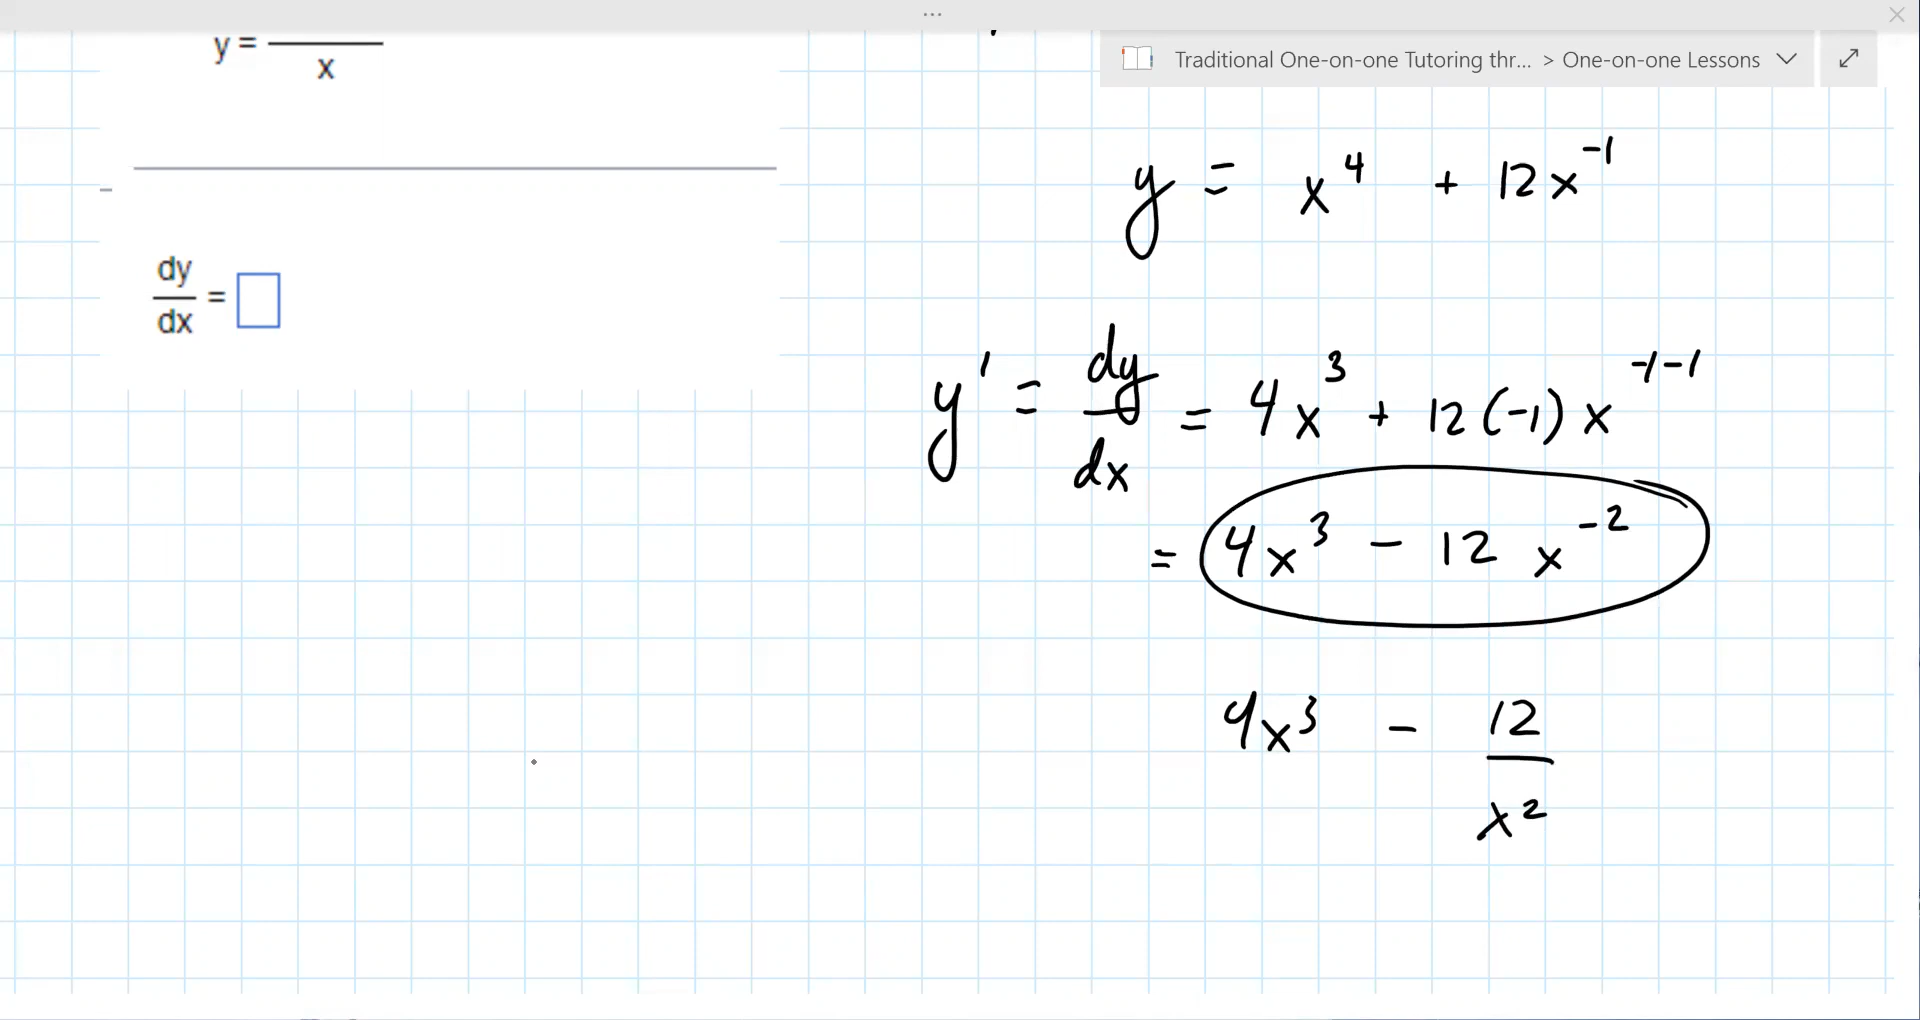 ...
Traditional One-on-one Tutoring thr... > One-on-one Lessons
y = ―
x
dy/dx =
y = x⁴ + 12x⁻¹
y' = dy/dx = 4x³ + 12(-1)x⁻¹⁻¹
= 4x³ - 12x⁻²
4x³ - 12/x²